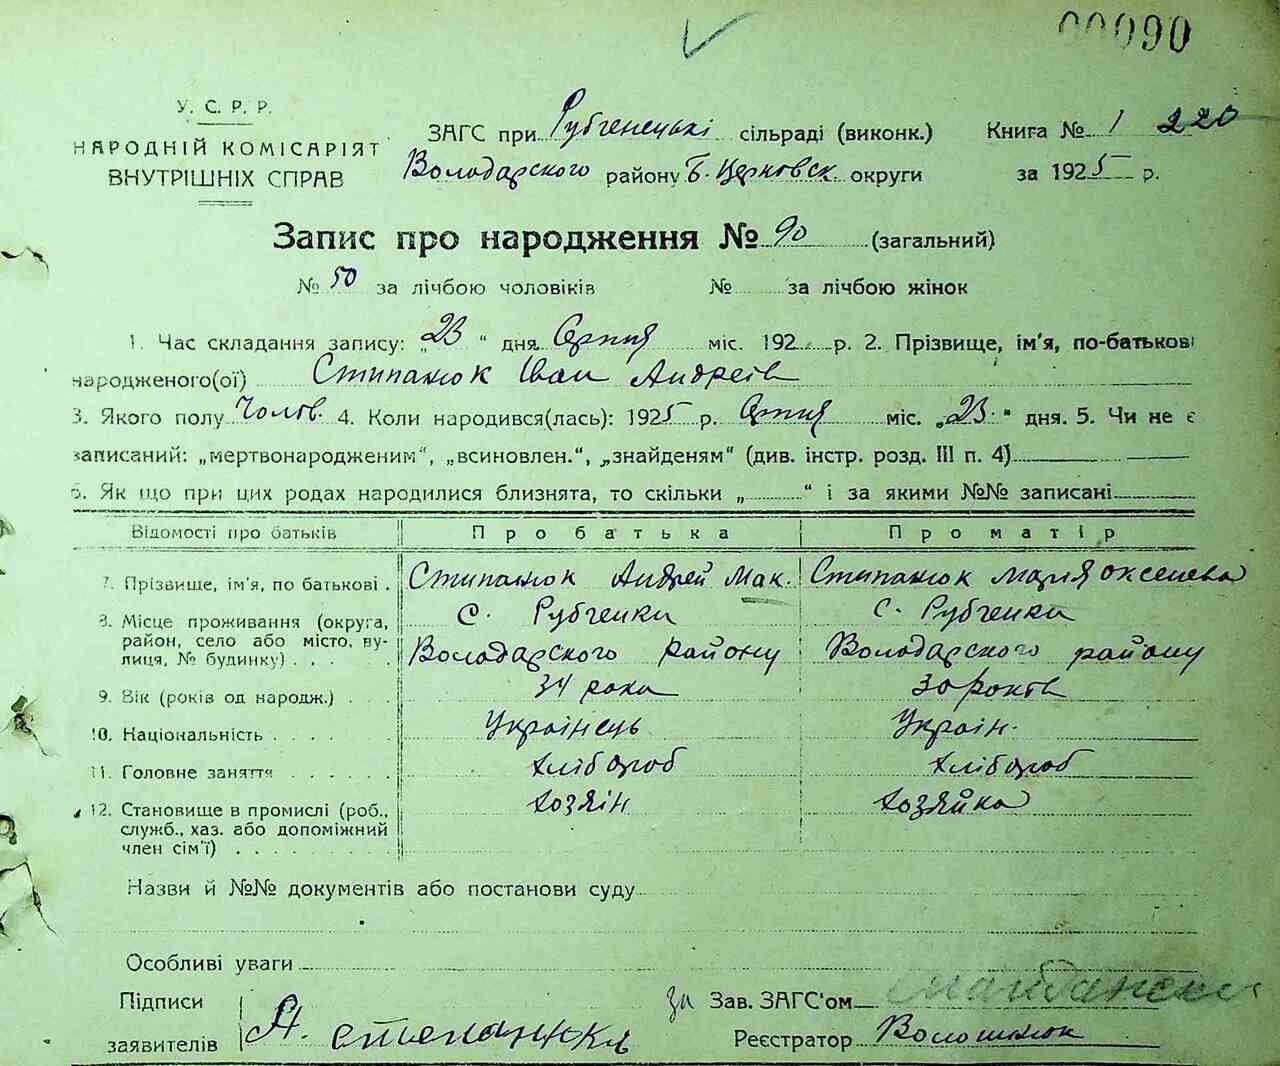 00090
У. С. Р. Р.
НАРОДНІЙ КОМІСАРІЯТ
ВНУТРІШНІХ СПРАВ
ЗАГС при Рубченецькі сільраді (виконк.) Книга № 1 220
Володарского району Б. Церковск. округи за 1925 р.
Запис про народження № 90 (загальний)
№ 50 за лічбою чоловіків № за лічбою жінок
1. Час складання запису: „23“ дня Серпня міс. 192 р. 2. Прізвище, ім'я, по-батькові
народженого(ої) Стипанюк Іван Андреів
3. Якого полу Чолов. 4. Коли народився(лась): 1925 р. Серпня міс. „23.“ дня. 5. Чи не є
записаний: „мертвонародженим“, „всиновлен.“, „знайденям“ (див. інстр. розд. III п. 4)
6. Як що при цих родах народилися близнята, то скільки „ “ і за якими №№ записані
Відомості про батьків Про батька Про матір
7. Прізвище, ім'я, по батькові . Стипанюк Андрей Мак. Стипанюк Марія Оксенева
8. Місце проживання (округа, район, село або місто, вулиця, № будинку) . . . . с. Рубченки Володарского району с. Рубченки Володарского району
9. Вік (років од народж.) . . . 34 роки 30 років
10. Національність . . . . Українець Україн.
11. Головне заняття . . . . . . хлібороб хлібороб
12. Становище в промислі (роб., служб., хаз. або допоміжний член сім'ї) . . . . . . . . хозяін хозяйка
Назви й №№ документів або постанови суду
Особливі уваги
Підписи
заявителів А. степанюк
за Зав. ЗАГС'ом
Реєстратор Волошинюк